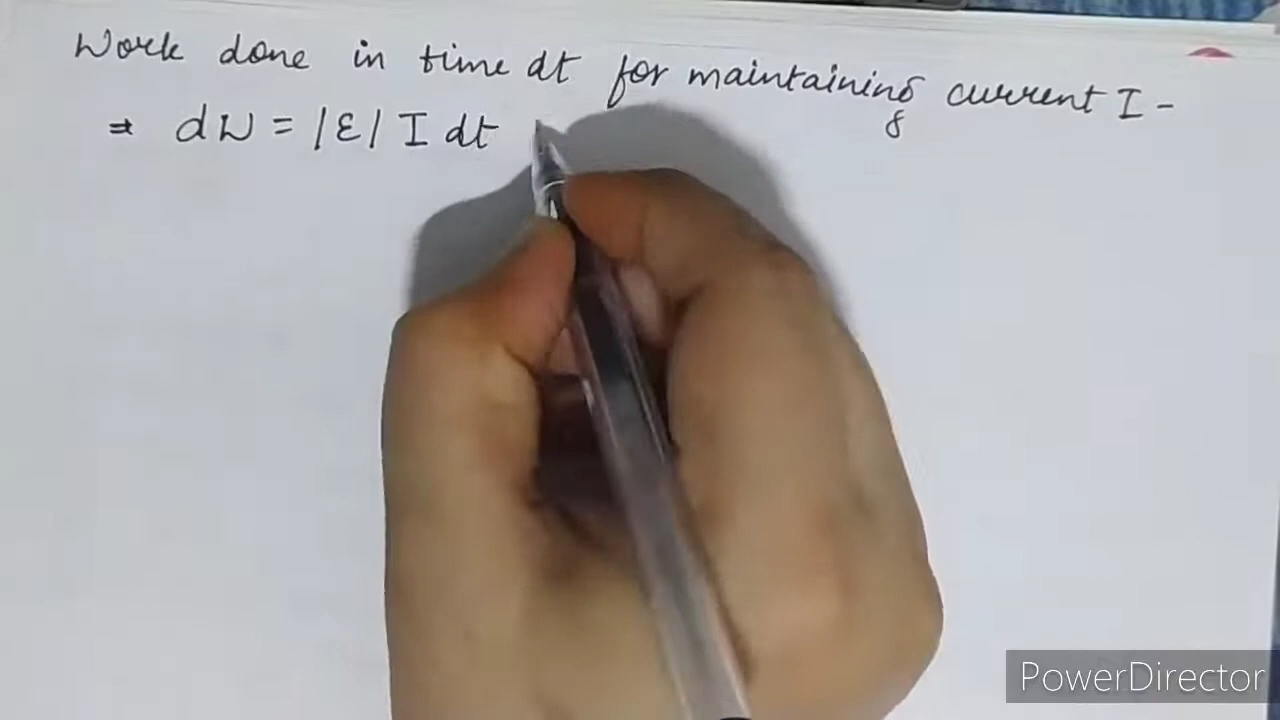 Work done in time dt for maintaining current I -
⇒ dW = |ε| I dt
PowerDirector